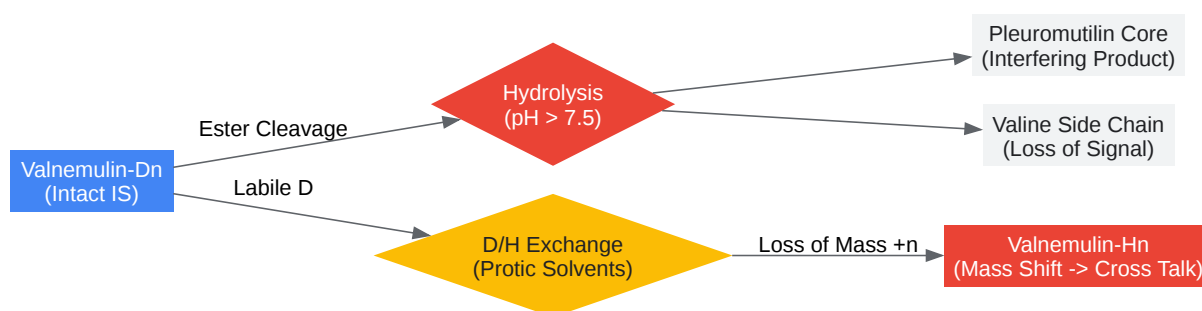 Pleuromutilin Core
(Interfering Product)
Hydrolysis
(pH > 7.5)
Ester Cleavage
Valine Side Chain
(Loss of Signal)
Valnemulin-Dn
(Intact IS)
Labile D
D/H Exchange
(Protic Solvents)
Loss of Mass +n
Valnemulin-Hn
(Mass Shift -> Cross Talk)